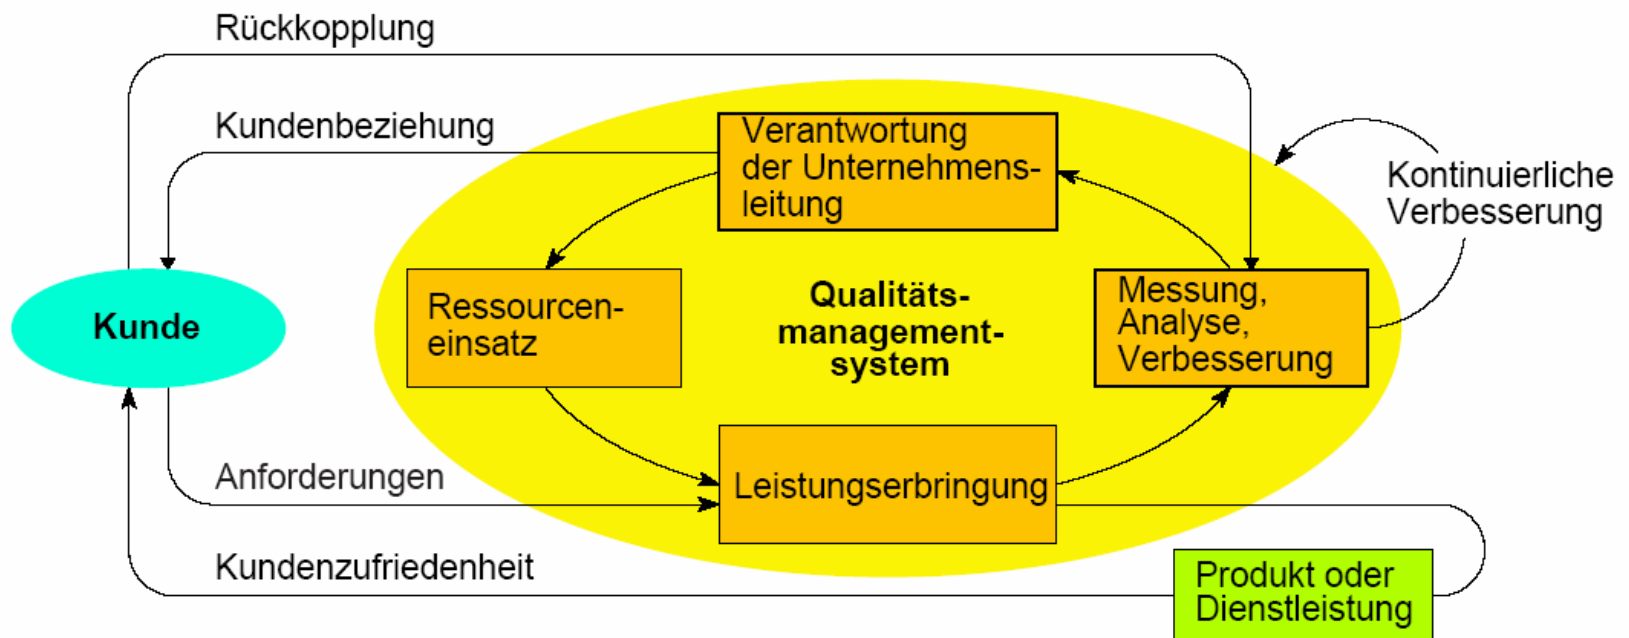 Rückkopplung
Kundenbeziehung
Verantwortung
der Unternehmens-
leitung
Kontinuierliche
Verbesserung
Ressourcen-
einsatz
Qualitäts-
management-
system
Messung,
Analyse,
Verbesserung
Kunde
Anforderungen
Leistungserbringung
Kundenzufriedenheit
Produkt oder
Dienstleistung